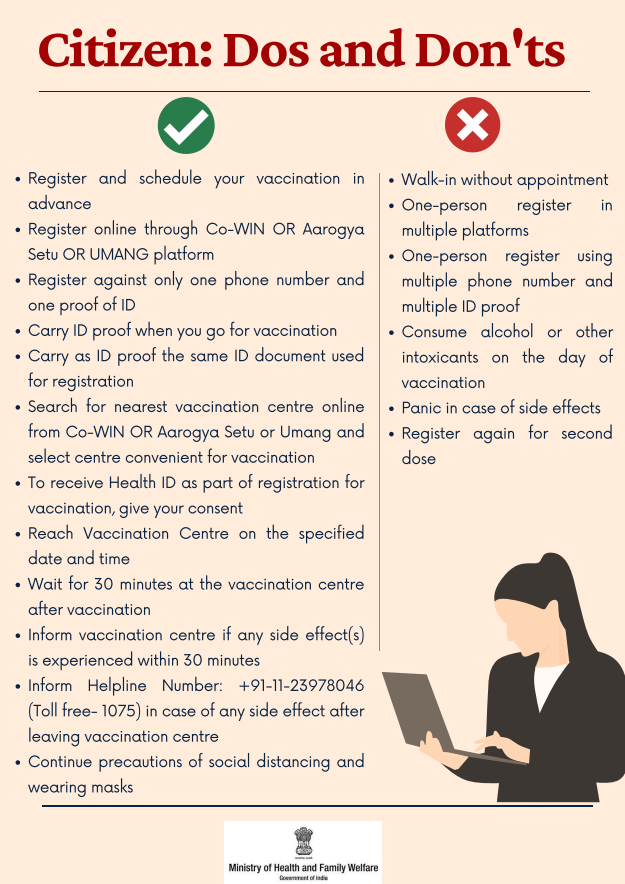 Citizen: Dos and Don'ts
• Register and schedule your vaccination in
advance
• Register online through Co-WIN OR Aarogya
Setu OR UMANG platform
• Register against only one phone number and
one proof of ID
• Carry ID proof when you go for vaccination
• Carry as ID proof the same ID document used
for registration
• Search for nearest vaccination centre online
from Co-WIN OR Aarogya Setu or Umang and
select centre convenient for vaccination
• To receive Health ID as part of registration for
vaccination, give your consent
• Reach Vaccination Centre on the specified
date and time
• Wait for 30 minutes at the vaccination centre
after vaccination
• Inform vaccination centre if any side effect(s)
is experienced within 30 minutes
• Inform Helpline Number: +91-11-23978046
(Toll free- 1075) in case of any side effect after
leaving vaccination centre
• Continue precautions of social distancing and
wearing masks
• Walk-in without appointment
• One-person register in
multiple platforms
• One-person register using
multiple phone number and
multiple ID proof
• Consume alcohol or other
intoxicants on the day of
vaccination
• Panic in case of side effects
• Register again for second
dose
Ministry of Health and Family Welfare
Government of India